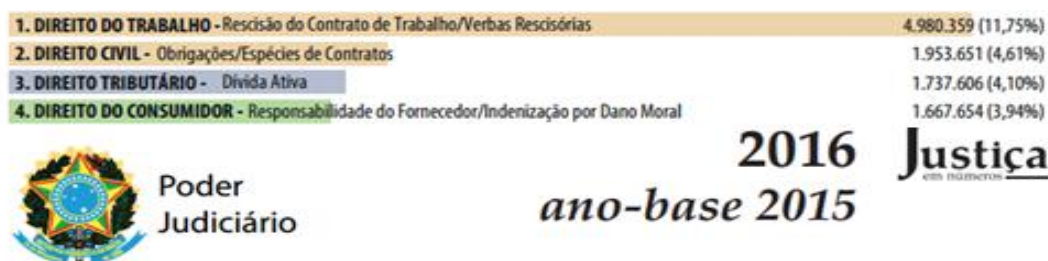 1. DIREITO DO TRABALHO - Rescisão do Contrato de Trabalho/Verbas Rescisórias 4.980.359 (11,75%)
2. DIREITO CIVIL - Obrigações/Espécies de Contratos 1.953.651 (4,61%)
3. DIREITO TRIBUTÁRIO - Dívida Ativa 1.737.606 (4,10%)
4. DIREITO DO CONSUMIDOR - Responsabilidade do Fornecedor/Indenização por Dano Moral 1.667.654 (3,94%)
Poder
Judiciário
2016
ano-base 2015
Justiça
em números